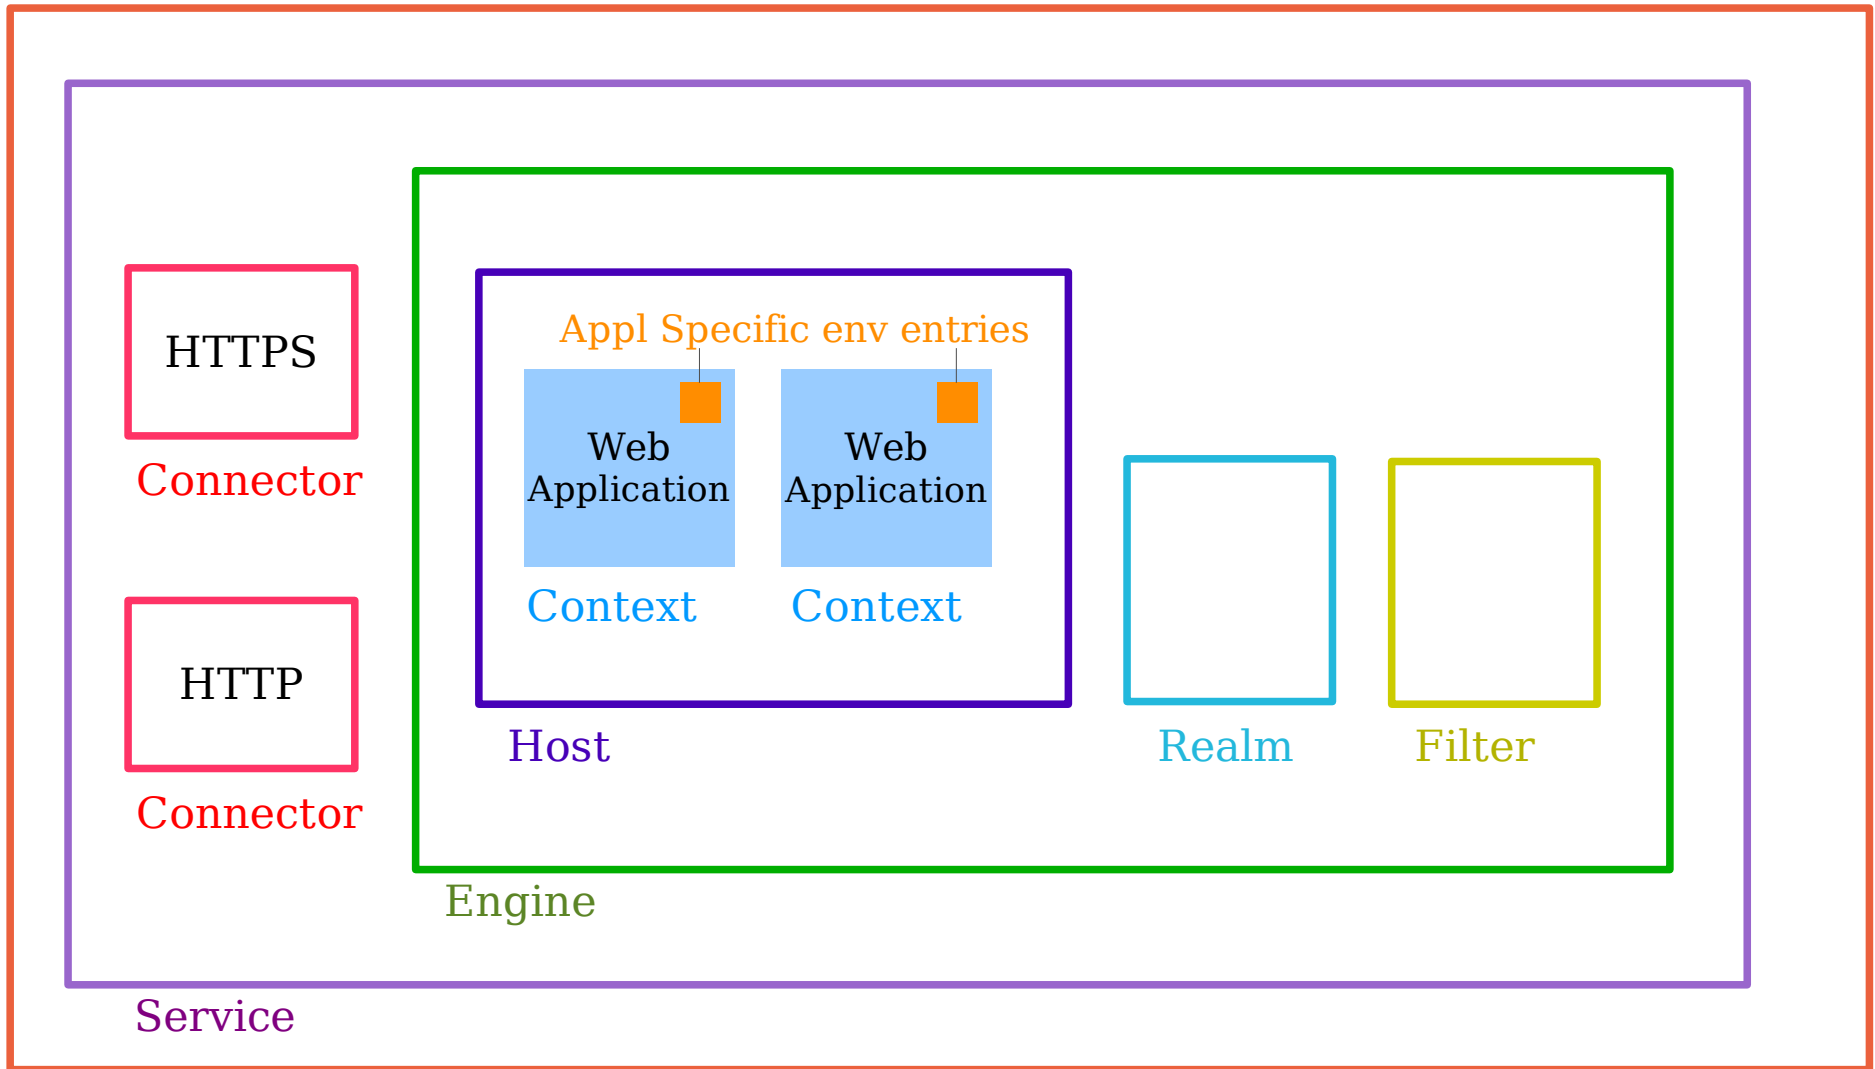 HTTPS
Connector
HTTP
Connector
Appl Specific env entries
Web
Application
Context
Web
Application
Context
Host
Realm
Filter
Engine
Service